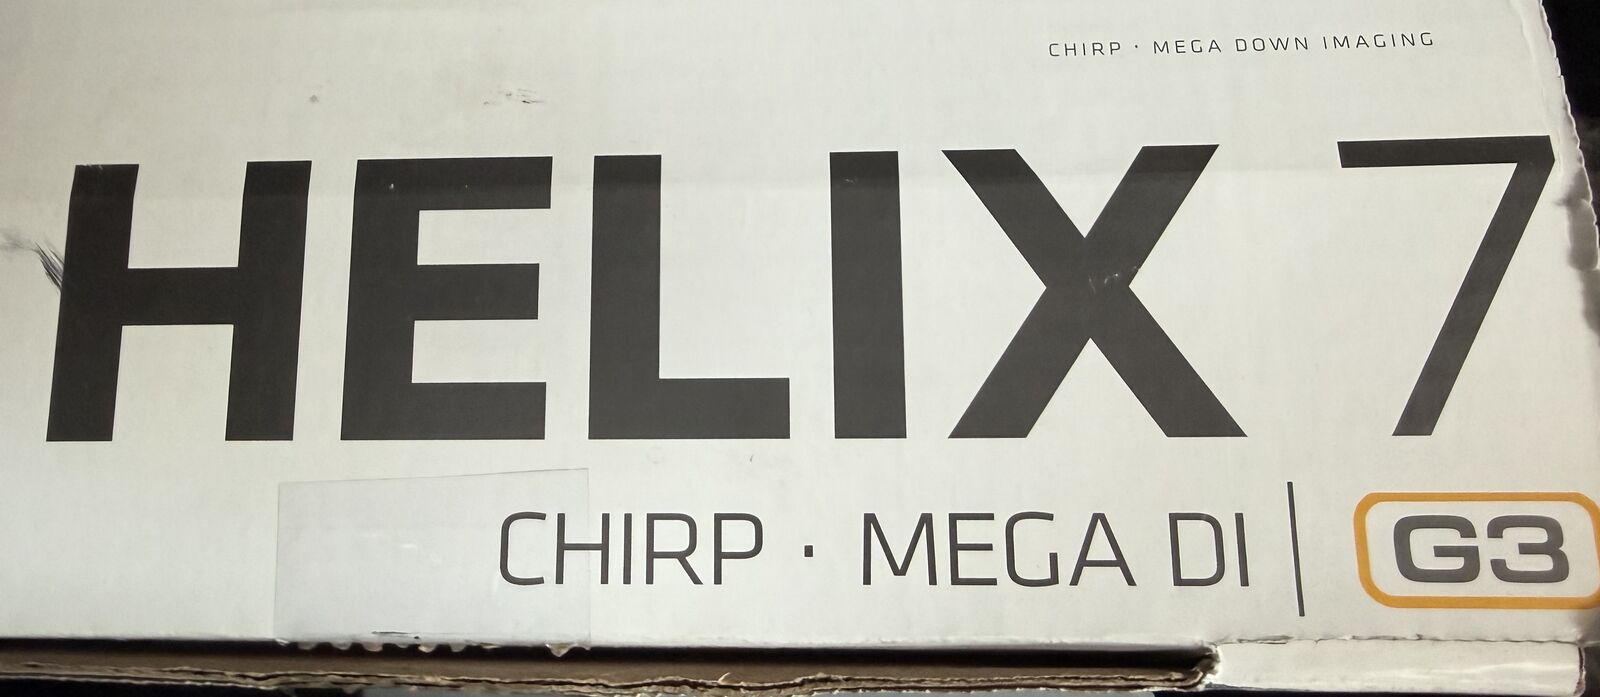 CHIRP · MEGA DOWN IMAGING
HELIX 7
CHIRP · MEGA DI | G3